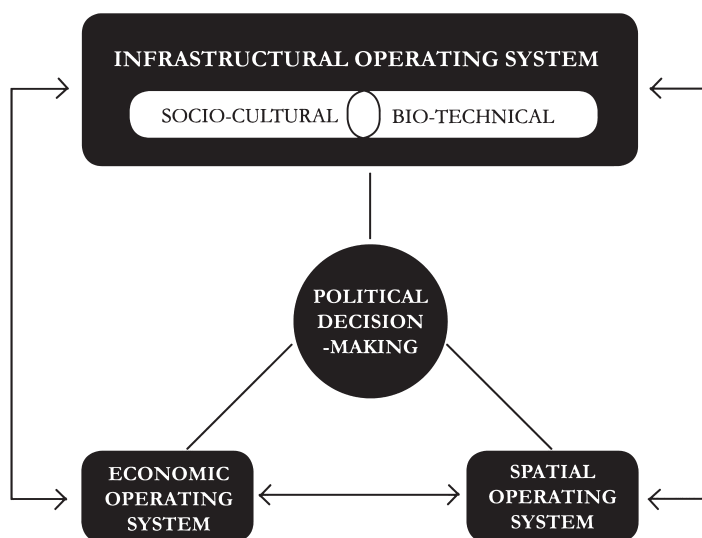 INFRASTRUCTURAL OPERATING SYSTEM
SOCIO-CULTURAL
BIO-TECHNICAL
POLITICAL
DECISION
-MAKING
ECONOMIC
OPERATING
SYSTEM
SPATIAL
OPERATING
SYSTEM